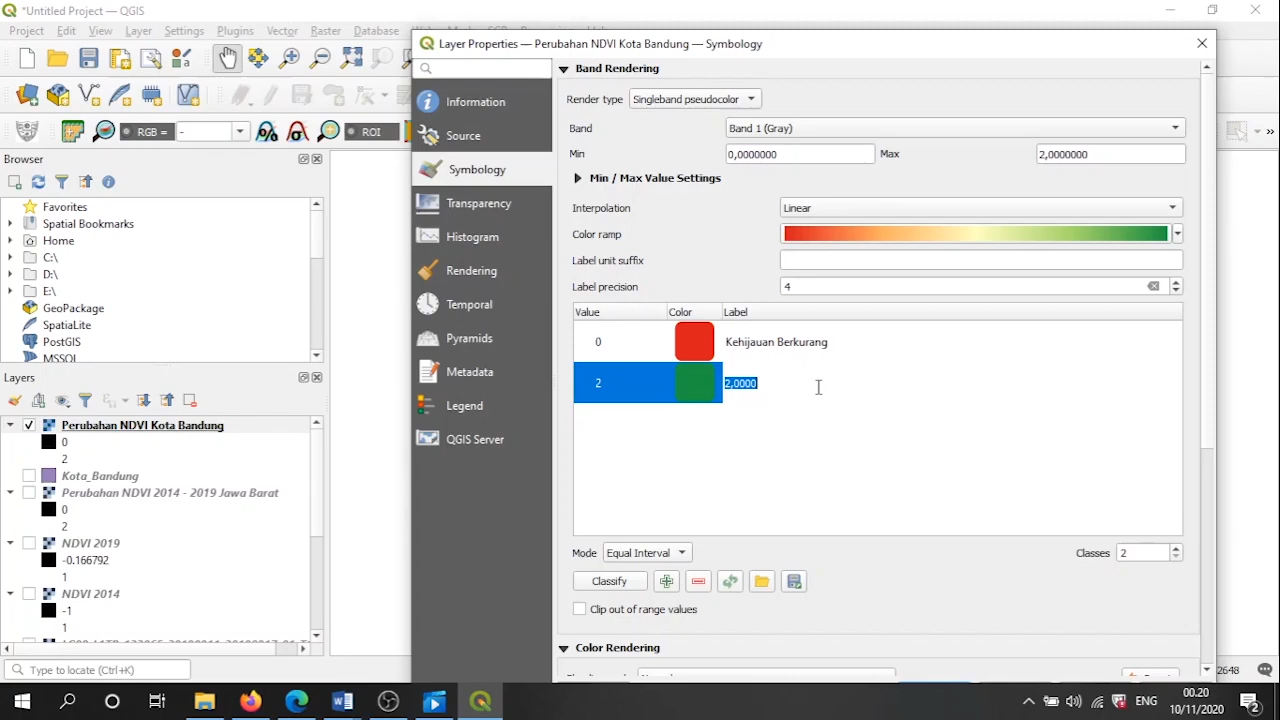 *Untitled Project — QGIS
Project Edit View Layer Settings Plugins Vector Raster Database
Layer Properties — Perubahan NDVI Kota Bandung — Symbology
RGB = -
ROI
Browser
Favorites
Spatial Bookmarks
Home
C:\
D:\
E:\
GeoPackage
SpatiaLite
PostGIS
MSSQL
Layers
Perubahan NDVI Kota Bandung
0
2
Kota_Bandung
Perubahan NDVI 2014 - 2019 Jawa Barat
0
2
NDVI 2019
-0.166792
1
NDVI 2014
-1
1
Type to locate (Ctrl+K)
Information
Source
Symbology
Transparency
Histogram
Rendering
Temporal
Pyramids
Metadata
Legend
QGIS Server
Band Rendering
Render type Singleband pseudocolor
Band Band 1 (Gray)
Min 0,0000000 Max 2,0000000
Min / Max Value Settings
Interpolation Linear
Color ramp
Label unit suffix
Label precision 4
Value Color Label
0 Kehijauan Berkurang
2 2,0000
Mode Equal Interval Classes 2
Classify
Clip out of range values
Color Rendering
2648
»
ENG
00.20
10/11/2020
2